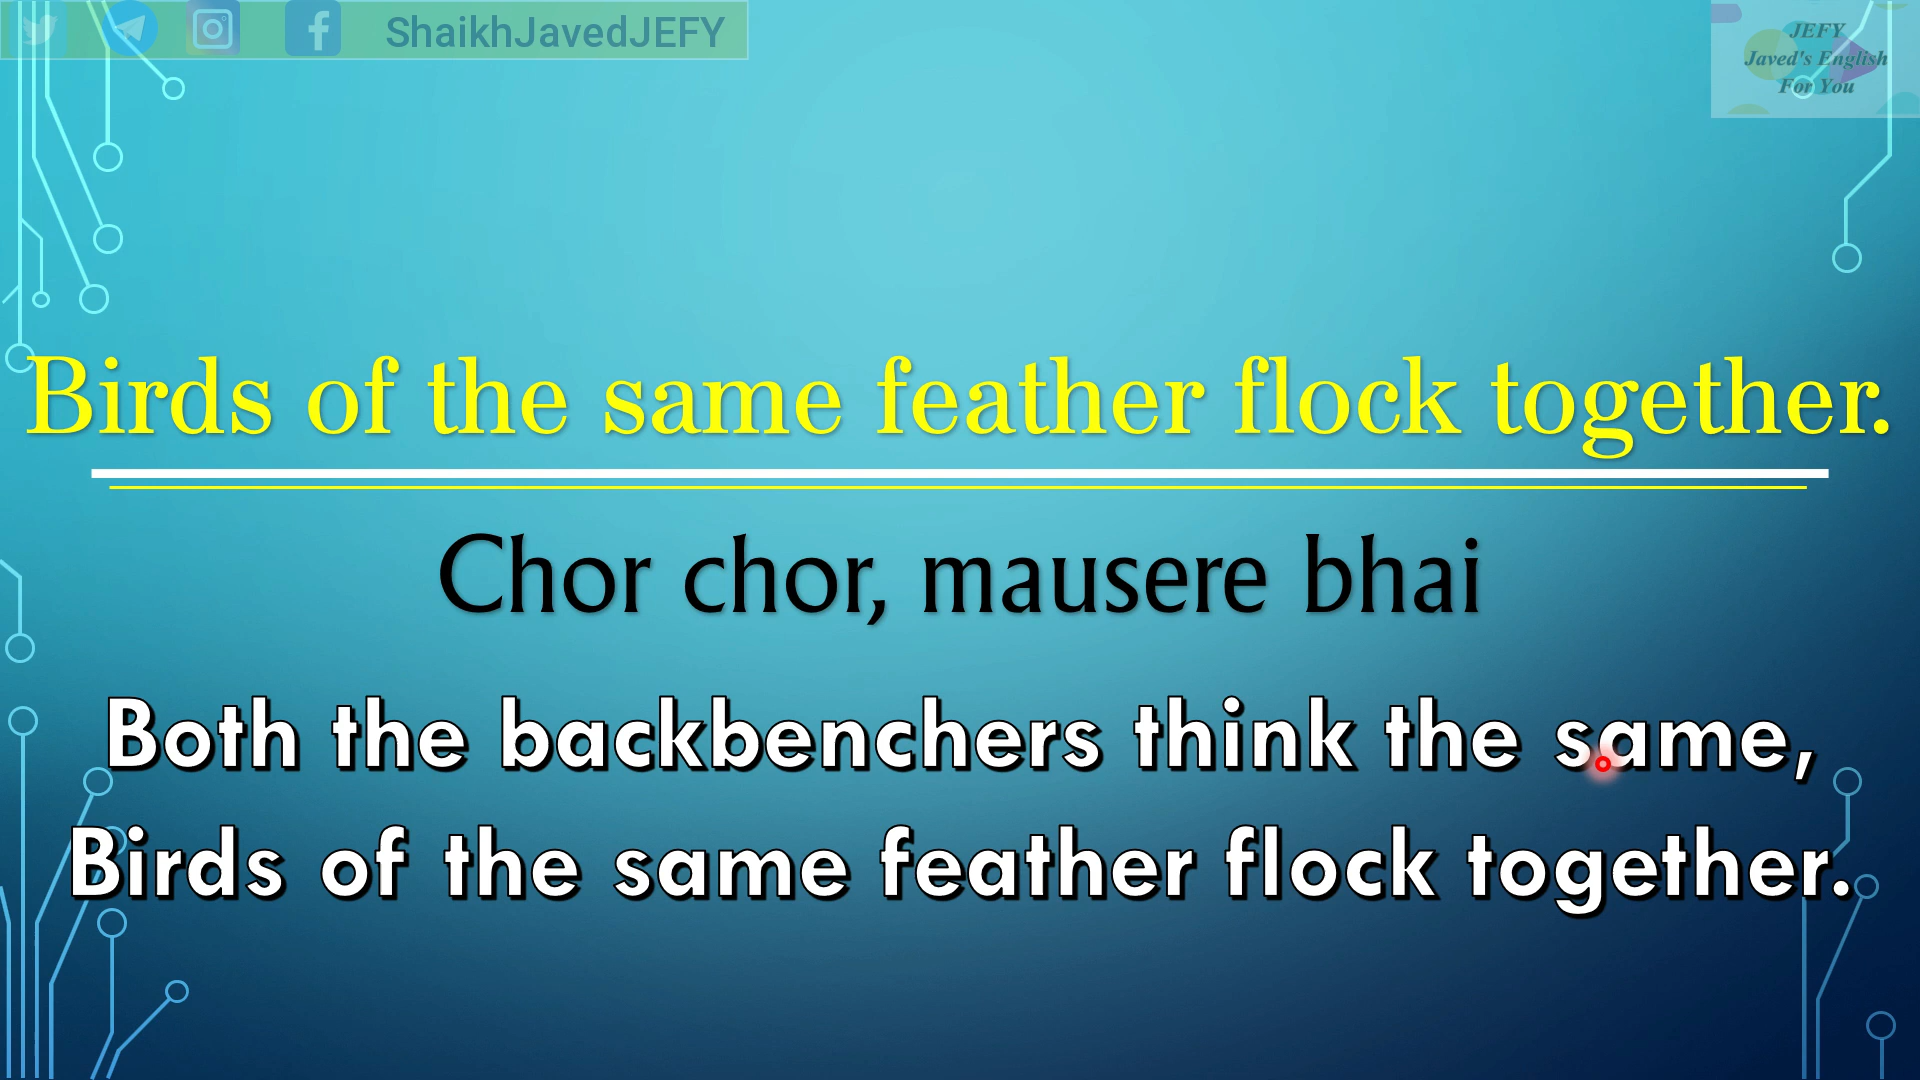 ShaikhJavedJEFY
JEFY
Javed's English
For You
Birds of the same feather flock together.
Chor chor, mausere bhai
Both the backbenchers think the same,
Birds of the same feather flock together.